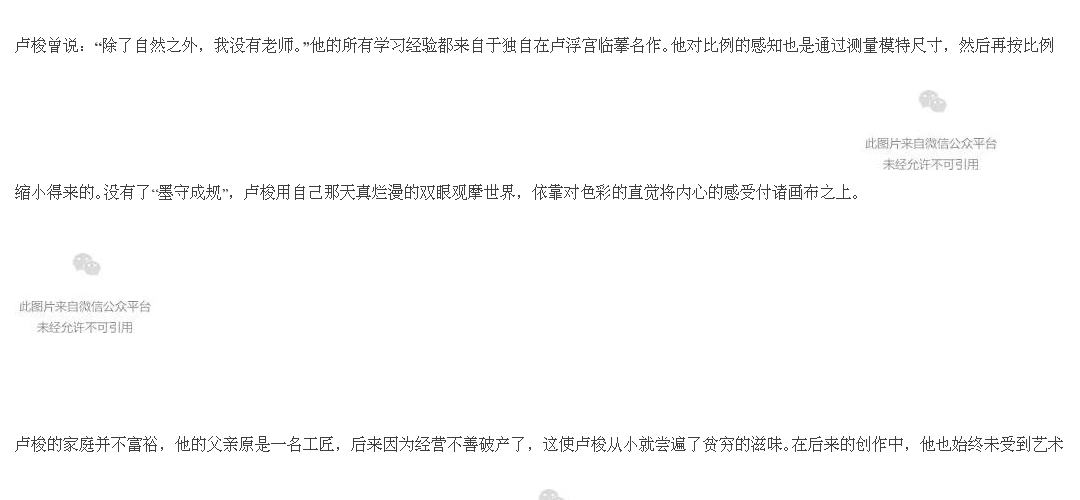 卢梭曾说：“除了自然之外，我没有老师。”他的所有学习经验都来自于独自在卢浮宫临摹名作。他对比例的感知也是通过测量模特尺寸，然后再按比例
此图片来自微信公众平台
未经允许不可引用
缩小得来的。没有了“墨守成规”，卢梭用自己那天真烂漫的双眼观摩世界，依靠对色彩的直觉将内心的感受付诸画布之上。
此图片来自微信公众平台
未经允许不可引用
卢梭的家庭并不富裕，他的父亲原是一名工匠，后来因为经营不善破产了，这使卢梭从小就尝遍了贫穷的滋味。在后来的创作中，他也始终未受到艺术